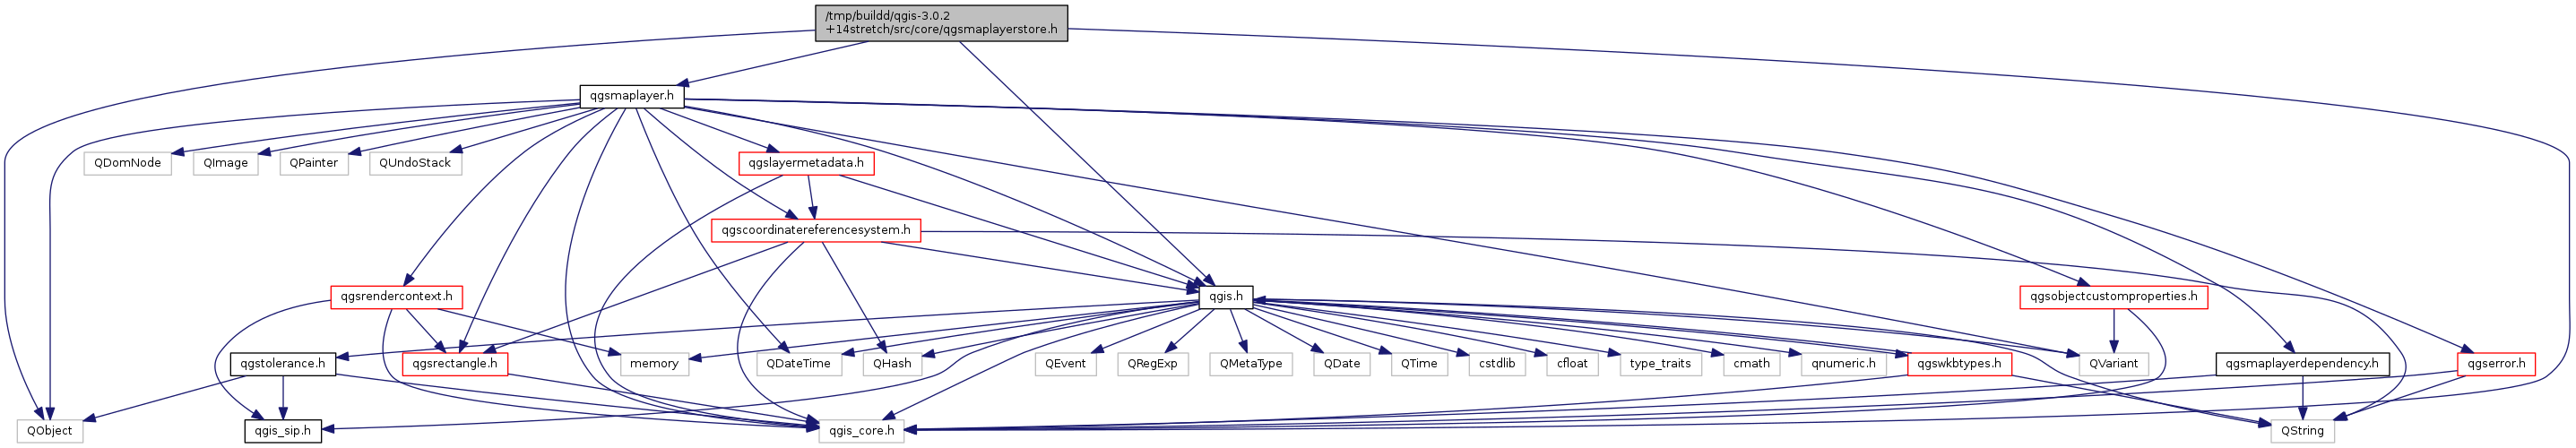 /tmp/buildd/qgis-3.0.2
+14stretch/src/core/qgsmaplayerstore.h
qgsmaplayer.h
QDomNode
QImage
QPainter
QUndoStack
qgslayermetadata.h
qgscoordinatereferencesystem.h
qgsrendercontext.h
qgis.h
qgsobjectcustomproperties.h
qgstolerance.h
qgsrectangle.h
memory
QDateTime
QHash
QEvent
QRegExp
QMetaType
QDate
QTime
cstdlib
cfloat
type_traits
cmath
qnumeric.h
qgswkbtypes.h
QVariant
qgsmaplayerdependency.h
qgserror.h
QObject
qgis_sip.h
qgis_core.h
QString